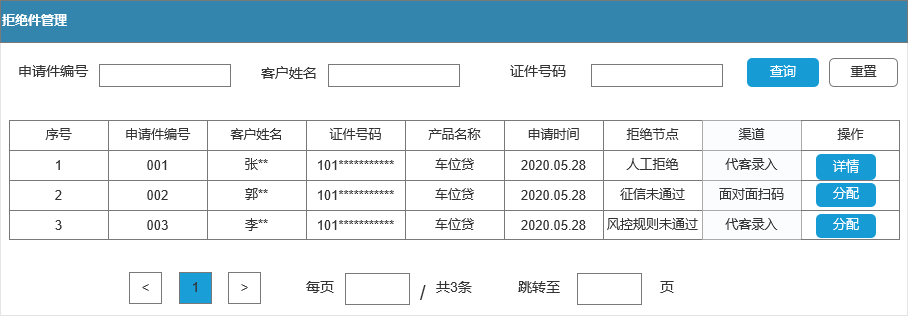 拒绝件管理
申请件编号 客户姓名 证件号码 查询 重置
序号 申请件编号 客户姓名 证件号码 产品名称 申请时间 拒绝节点 渠道 操作
1 001 张** 101*********** 车位贷 2020.05.28 人工拒绝 代客录入 详情
2 002 郭** 101*********** 车位贷 2020.05.28 征信未通过 面对面扫码 分配
3 003 李** 101*********** 车位贷 2020.05.28 风控规则未通过 代客录入 分配
< 1 > 每页 / 共3条 跳转至 页